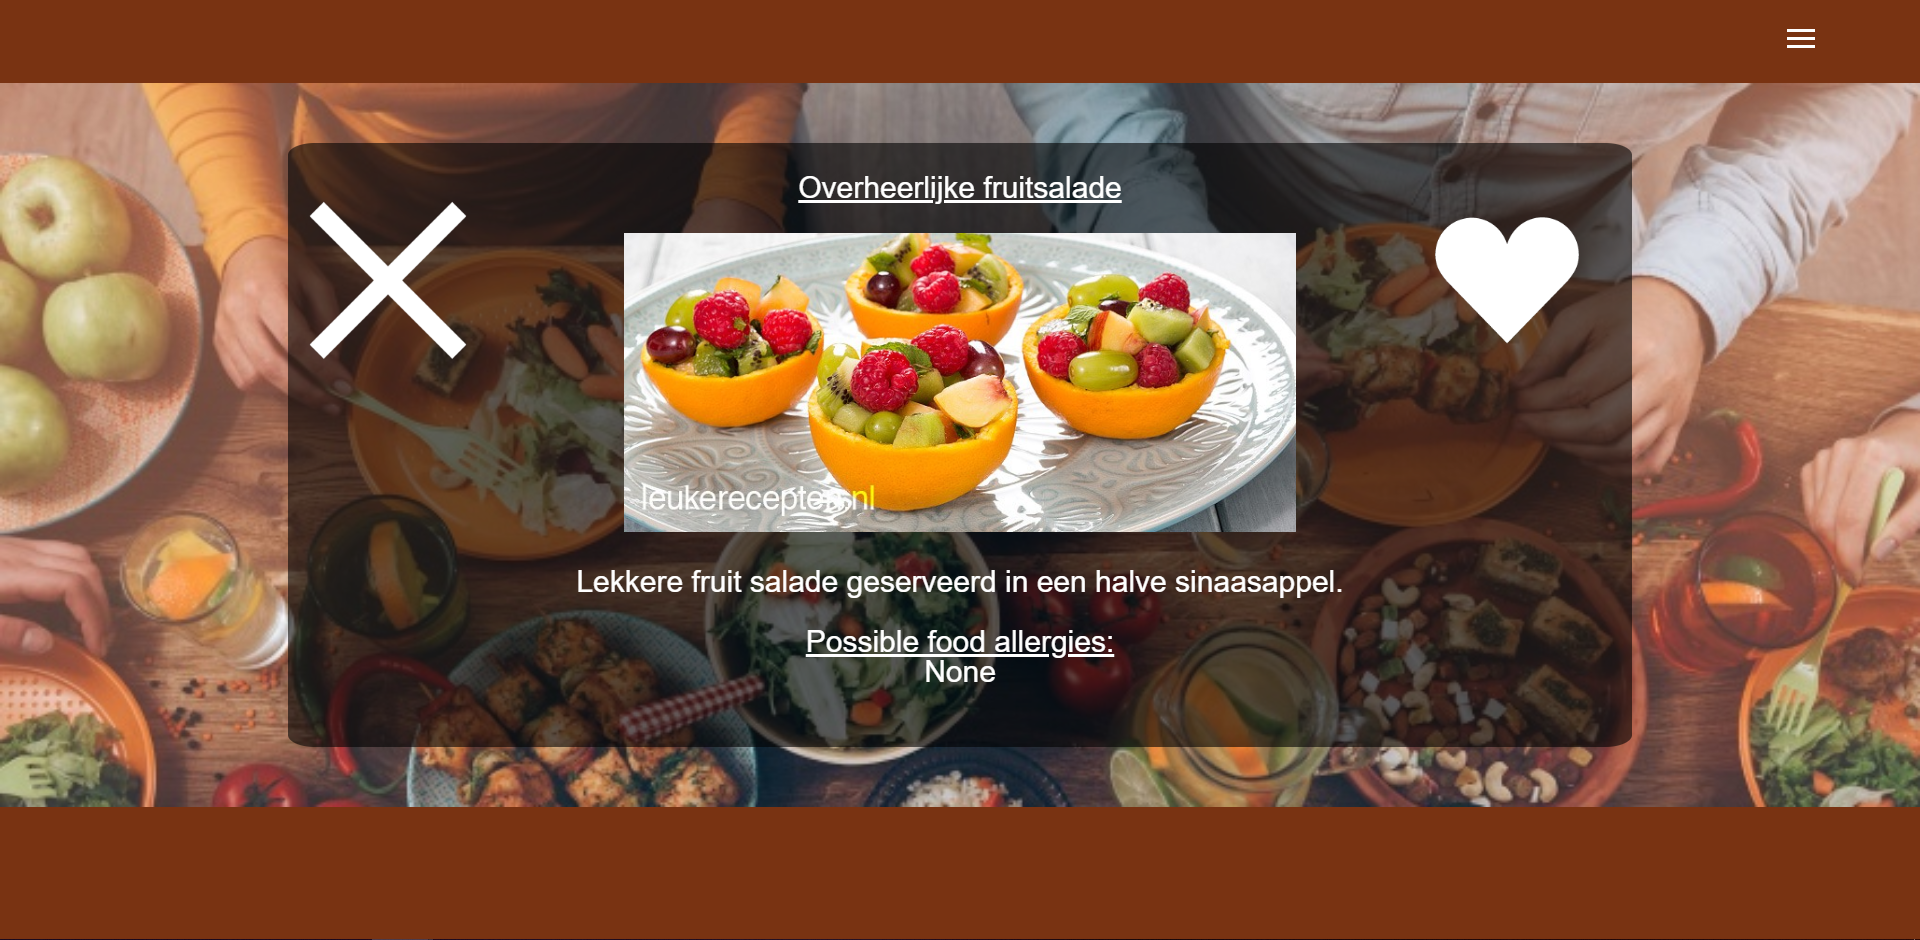 Overheerlijke fruitsalade
leukerecepten.nl
Lekkere fruit salade geserveerd in een halve sinaasappel.
Possible food allergies:
None